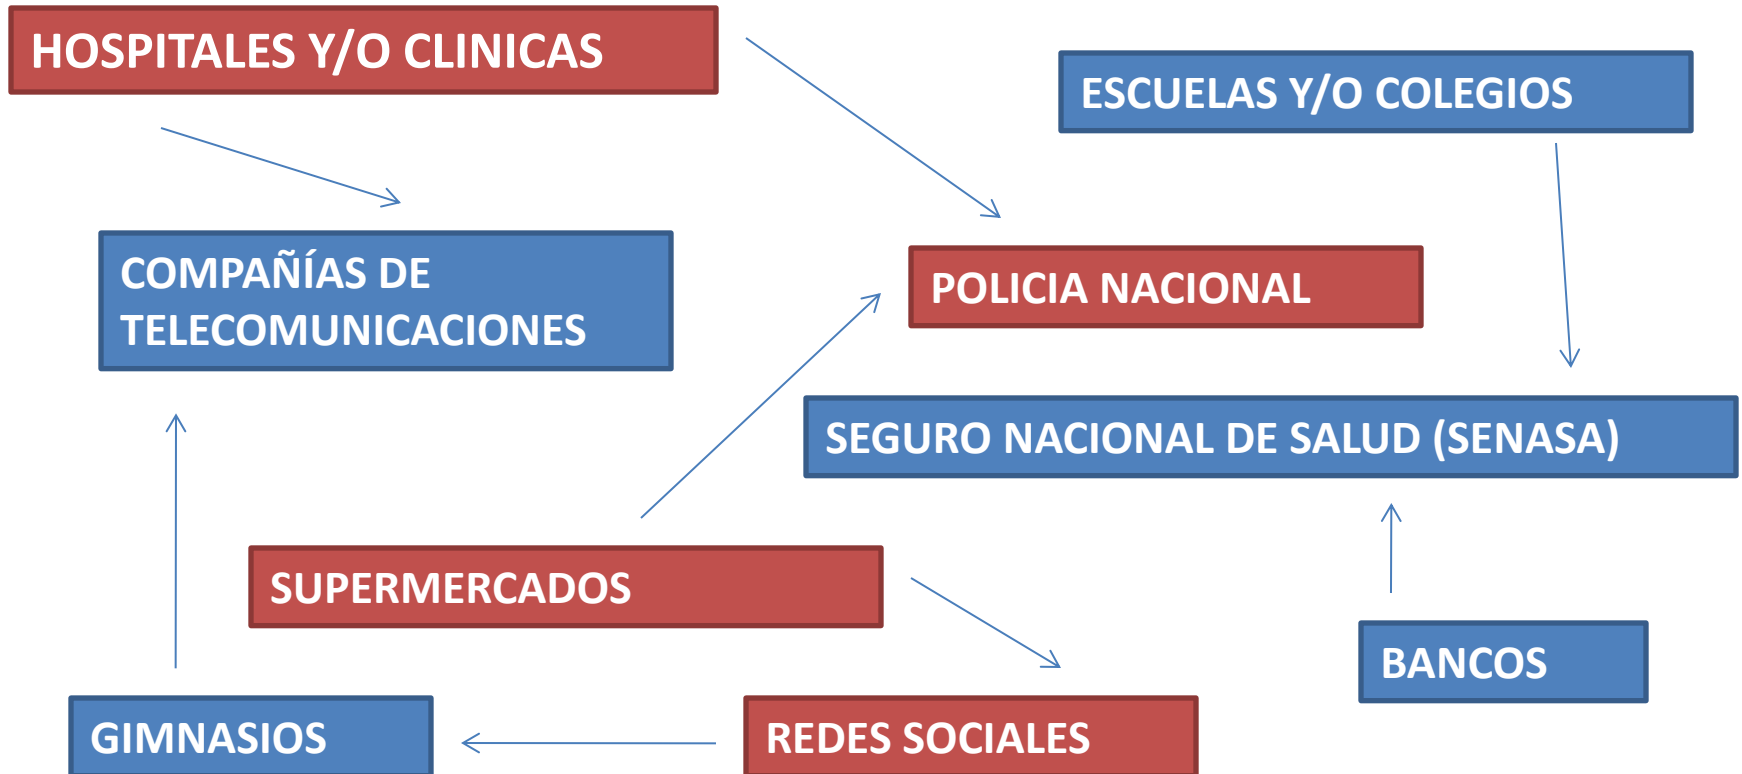 HOSPITALES Y/O CLINICAS
ESCUELAS Y/O COLEGIOS
COMPAÑÍAS DE
TELECOMUNICACIONES
POLICIA NACIONAL
SEGURO NACIONAL DE SALUD (SENASA)
SUPERMERCADOS
BANCOS
GIMNASIOS
REDES SOCIALES